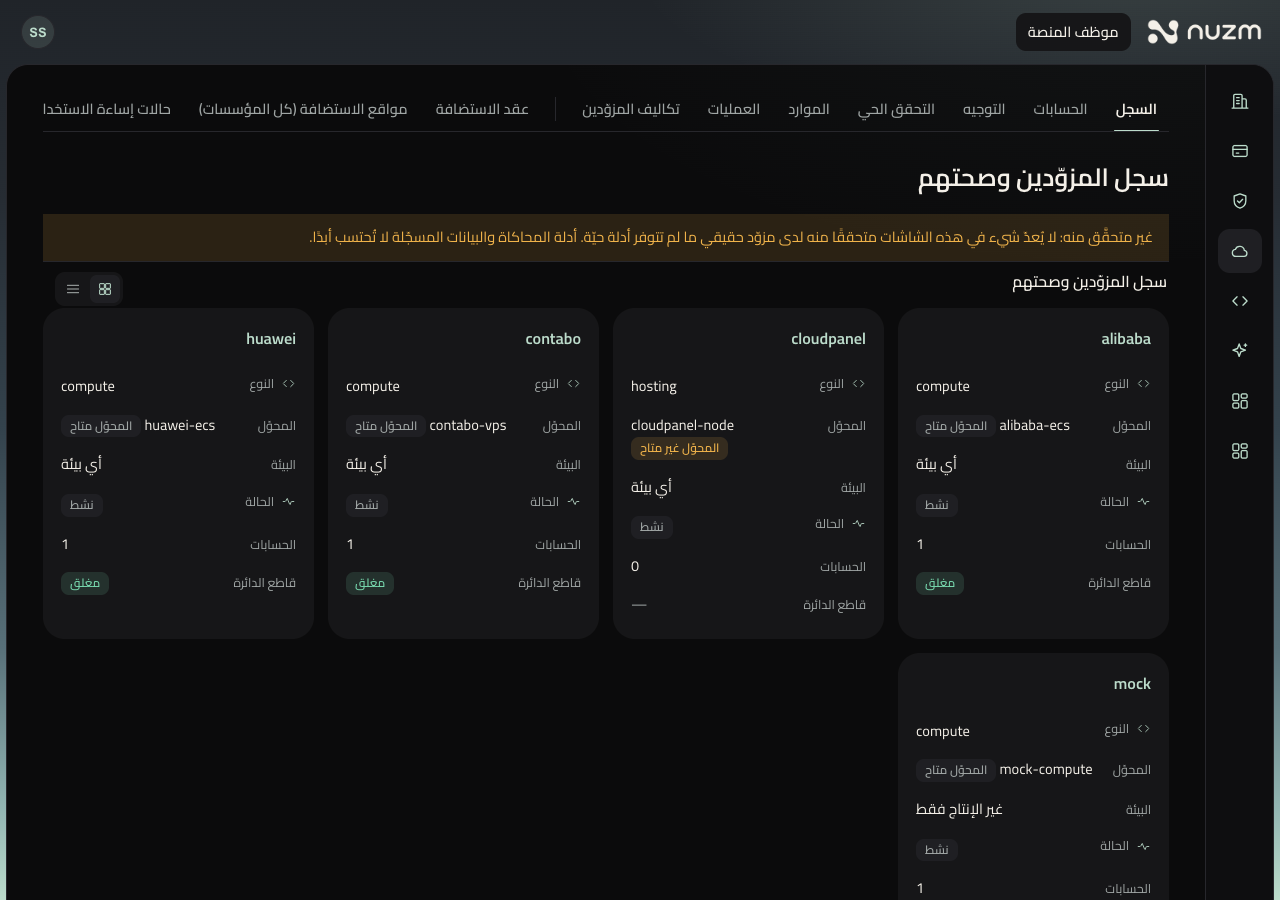 nuzm
موظف المنصة
SS
السجل
الحسابات
التوجيه
التحقق الحي
الموارد
العمليات
تكاليف المزوّدين
عقد الاستضافة
مواقع الاستضافة (كل المؤسسات)
حالات إساءة الاستخدا
سجل المزوّدين وصحتهم
غير متحقَّق منه: لا يُعدّ شيء في هذه الشاشات متحققًا منه لدى مزوّد حقيقي ما لم تتوفر أدلة حيّة. أدلة المحاكاة والبيانات المسجّلة لا تُحتسب أبدًا.
سجل المزوّدين وصحتهم
alibaba
النوع compute
المحوّل alibaba-ecs المحوّل متاح
البيئة أي بيئة
الحالة نشط
الحسابات 1
قاطع الدائرة مغلق
cloudpanel
النوع hosting
المحوّل cloudpanel-node
المحوّل غير متاح
البيئة أي بيئة
الحالة نشط
الحسابات 0
قاطع الدائرة —
contabo
النوع compute
المحوّل contabo-vps المحوّل متاح
البيئة أي بيئة
الحالة نشط
الحسابات 1
قاطع الدائرة مغلق
huawei
النوع compute
المحوّل huawei-ecs المحوّل متاح
البيئة أي بيئة
الحالة نشط
الحسابات 1
قاطع الدائرة مغلق
mock
النوع compute
المحوّل mock-compute المحوّل متاح
البيئة غير الإنتاج فقط
الحالة نشط
الحسابات 1